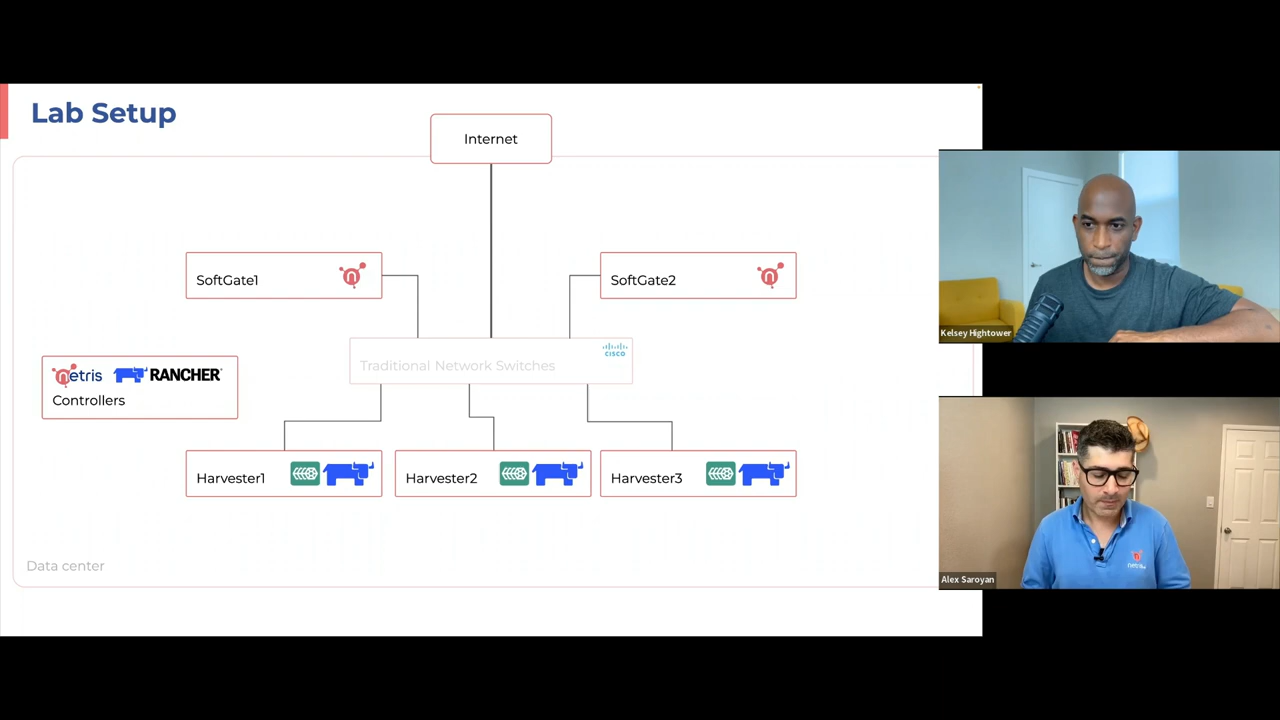 Lab Setup
Internet
SoftGate1
SoftGate2
CISCO
Traditional Network Switches
netris RANCHER
Controllers
Harvester1
Harvester2
Harvester3
Data center
Kelsey Hightower
netris
Alex Saroyan